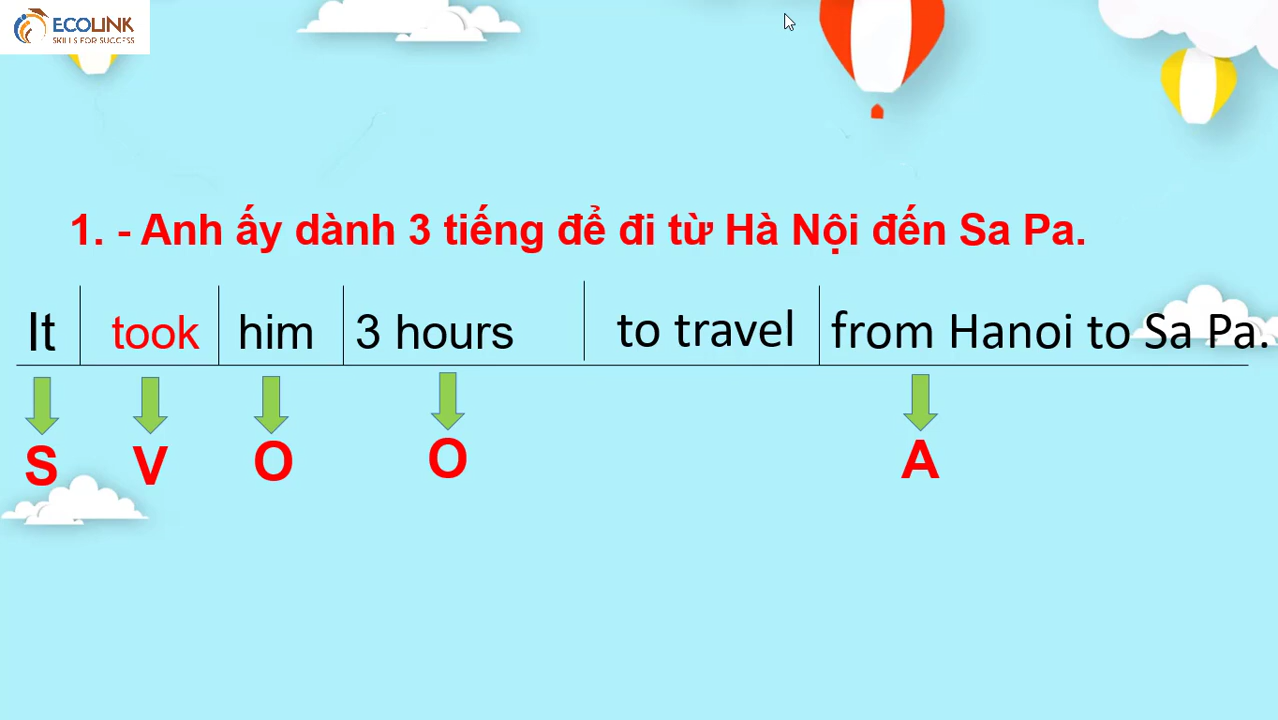 ECOLINK
SKILLS FOR SUCCESS
1. - Anh ấy dành 3 tiếng để đi từ Hà Nội đến Sa Pa.
It took him 3 hours to travel from Hanoi to Sa Pa.
S V O O A